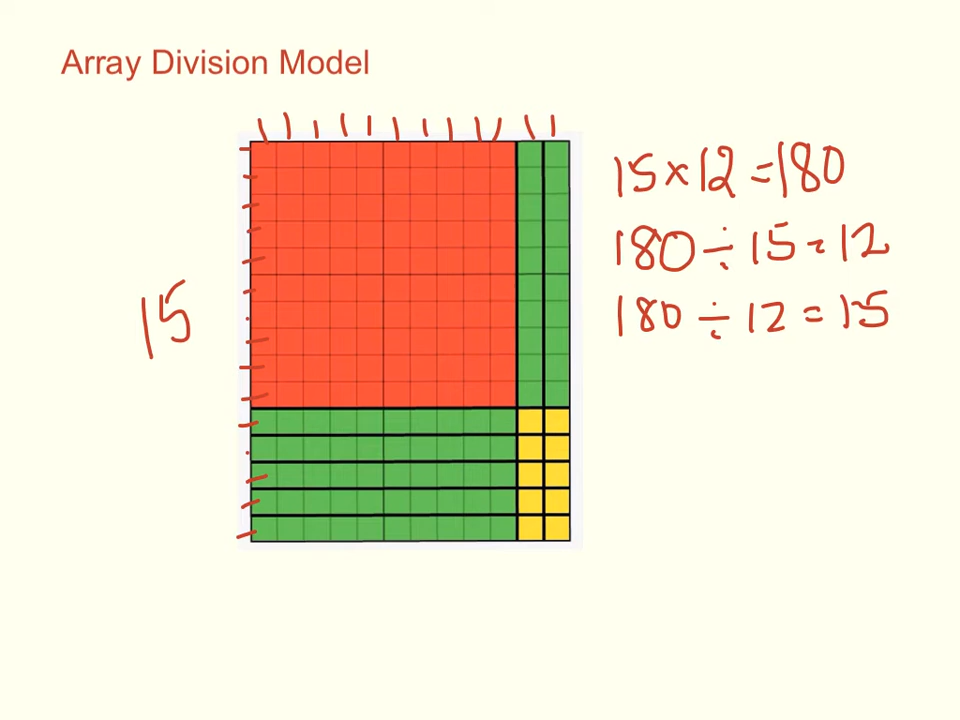 Array Division Model
15
15 × 12 = 180
180 ÷ 15 = 12
180 ÷ 12 = 15